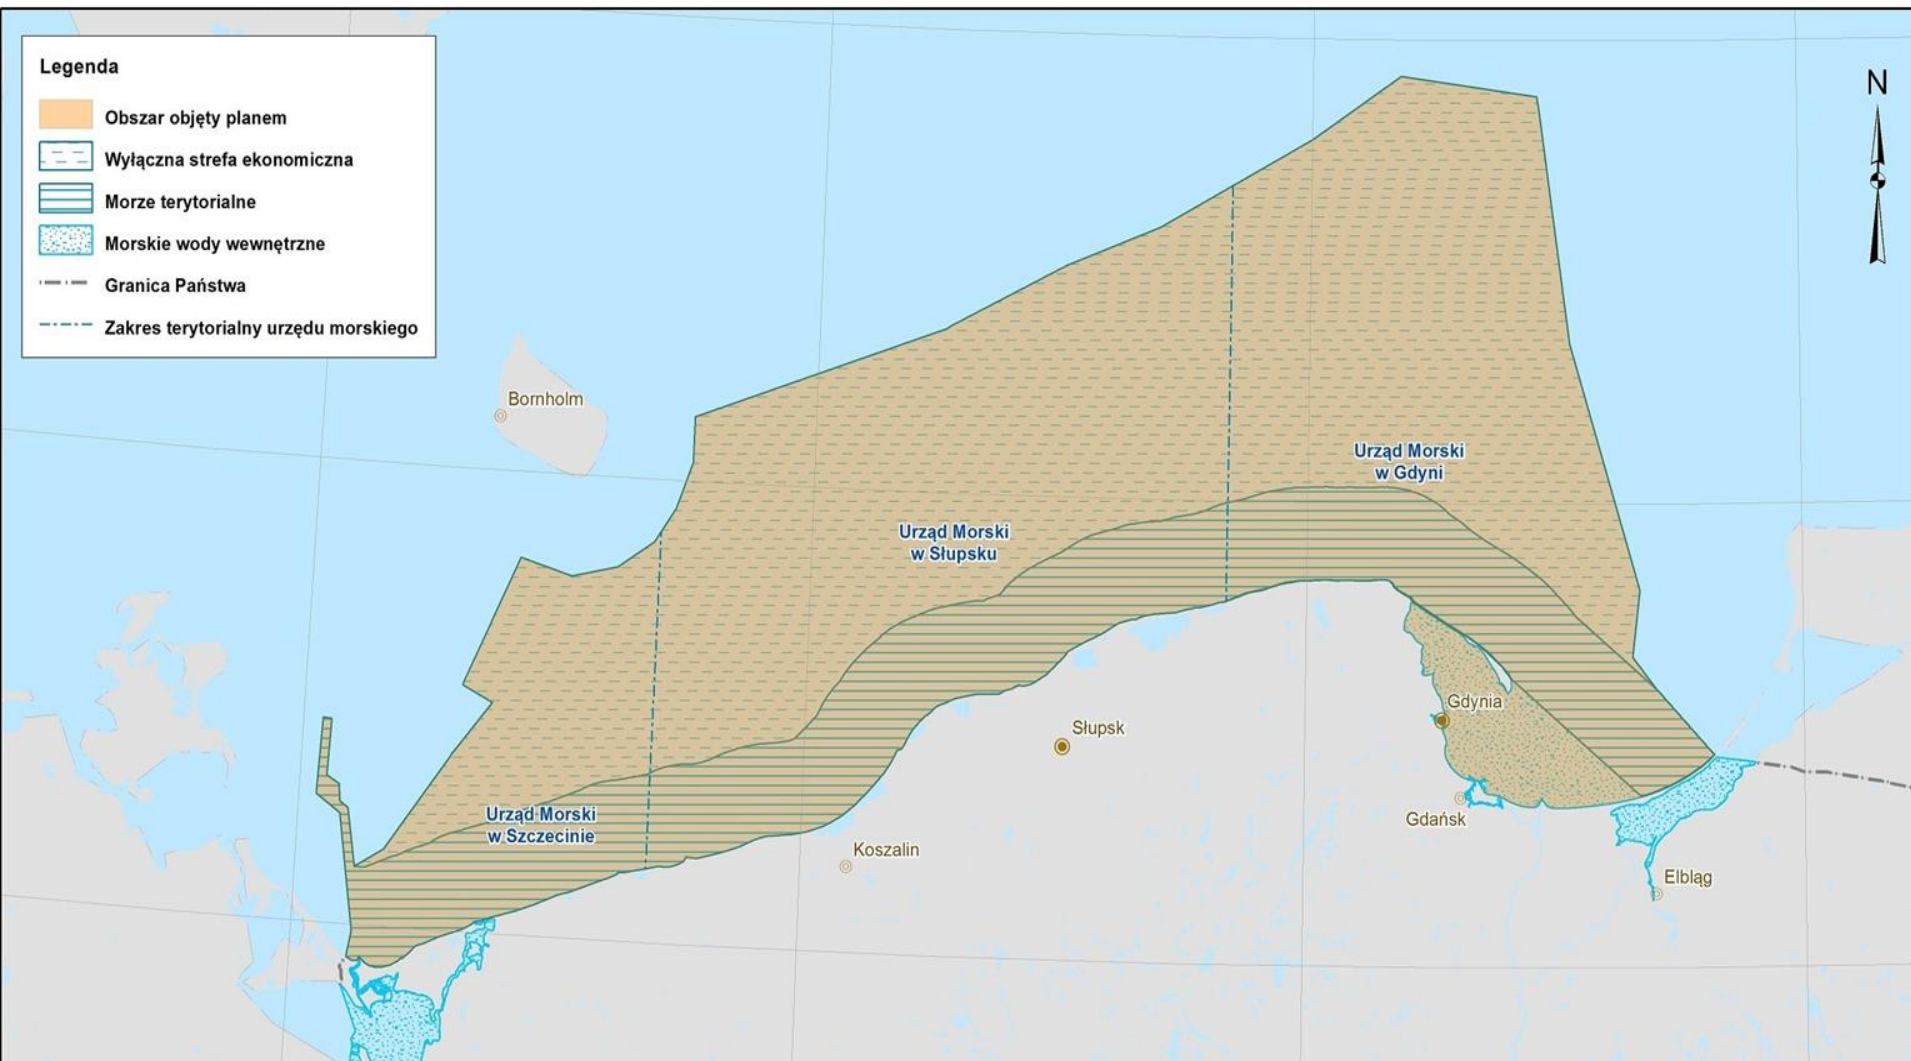 Legenda
Obszar objęty planem
Wyłączna strefa ekonomiczna
Morze terytorialne
Morskie wody wewnętrzne
Granica Państwa
Zakres terytorialny urzędu morskiego
N
Bornholm
Urząd Morski
w Gdyni
Urząd Morski
w Słupsku
Gdynia
Słupsk
Urząd Morski
w Szczecinie
Gdańsk
Koszalin
Elbląg